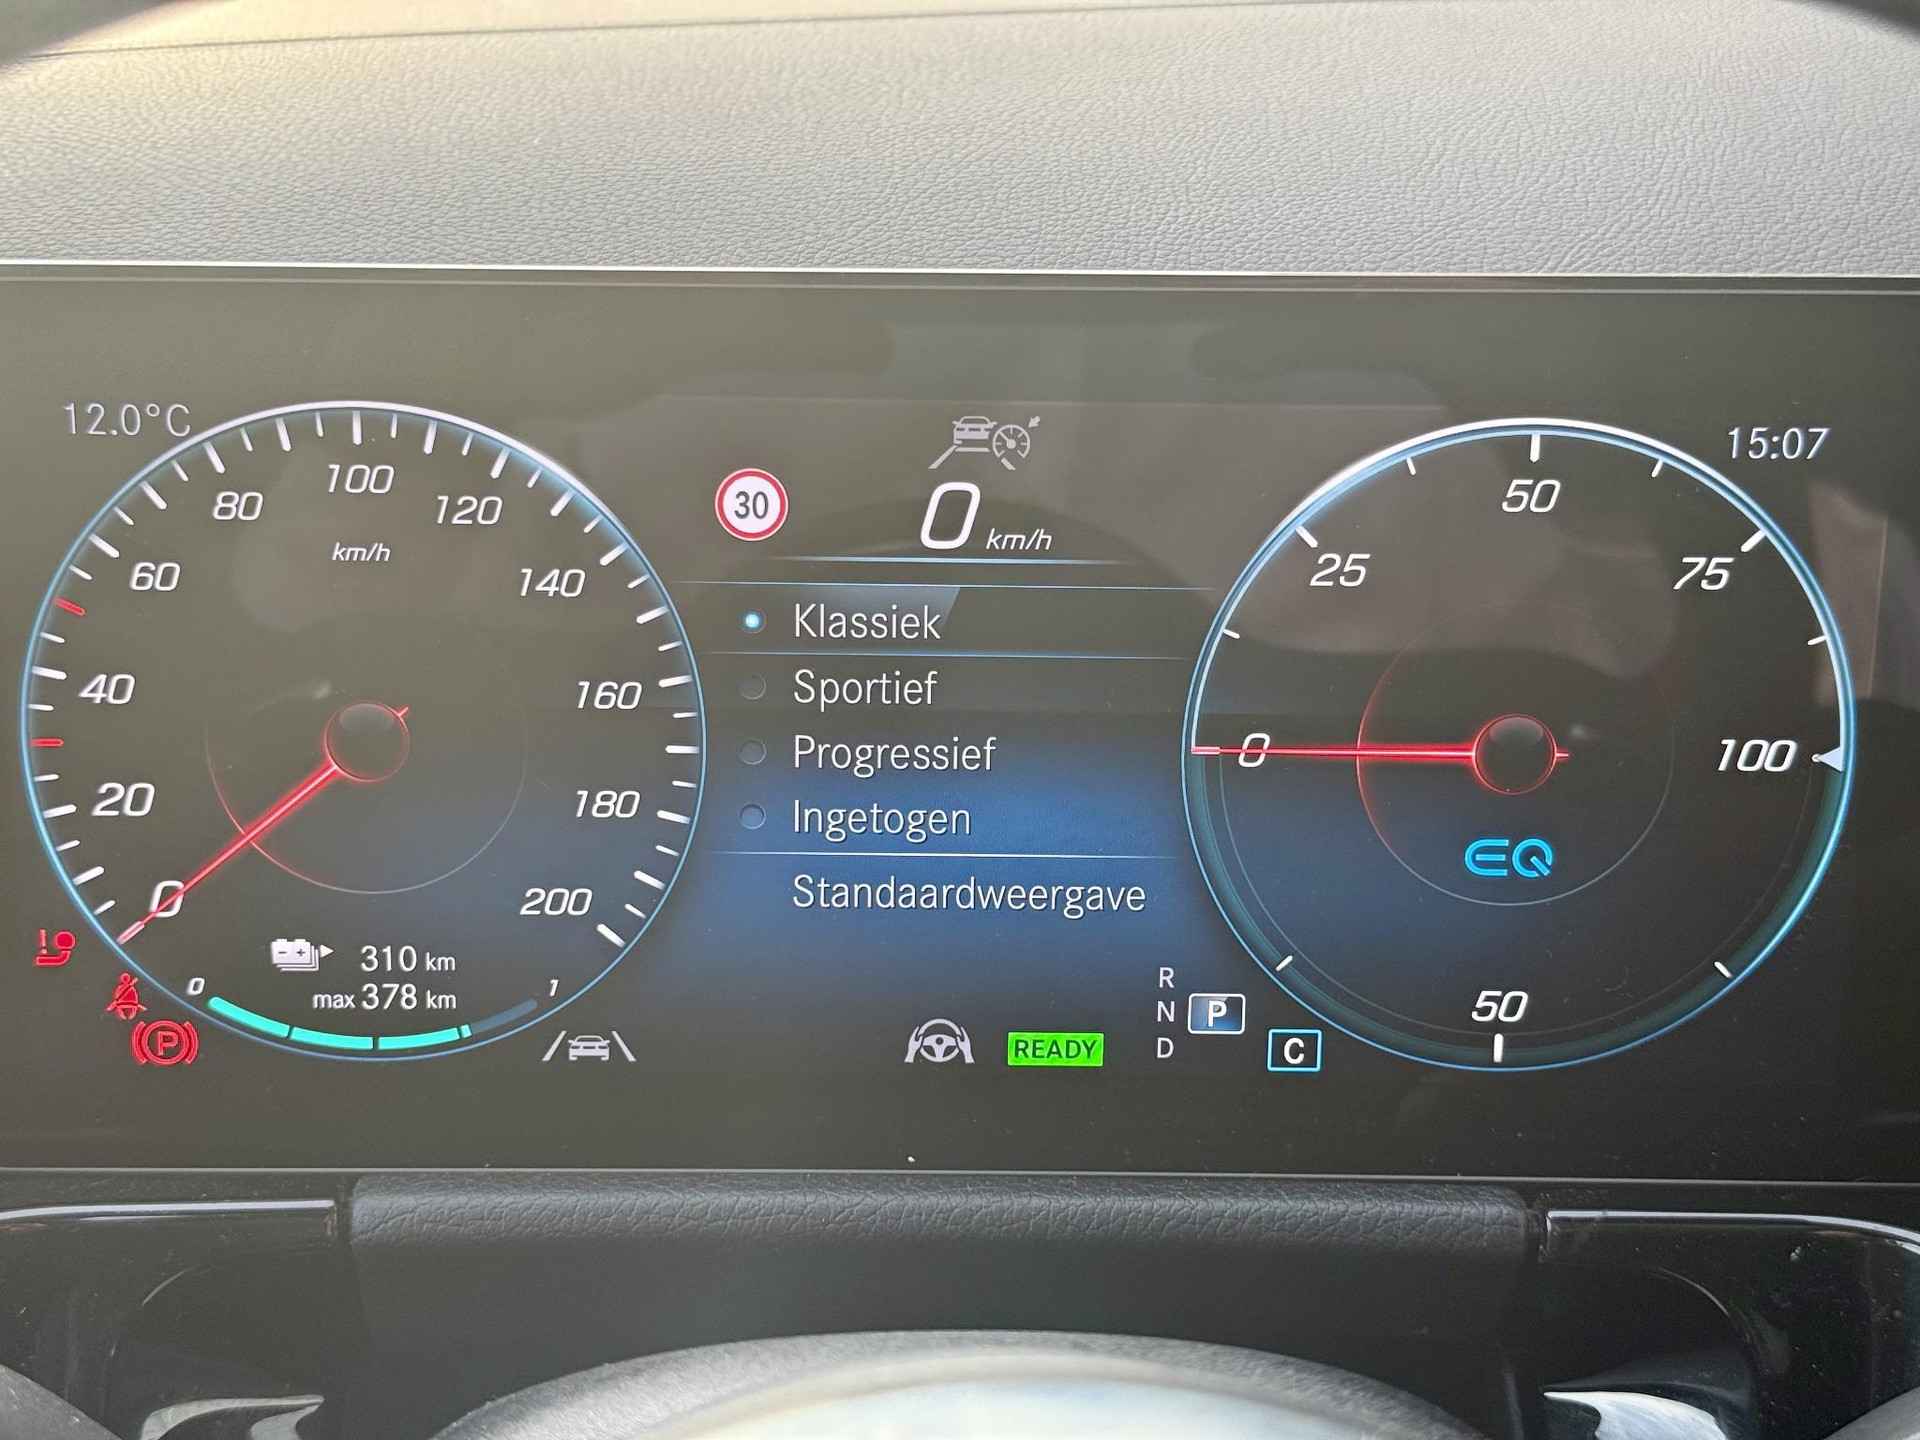 12.0°C
15:07
0
20
40
60
80
100
120
140
160
180
200
km/h
310 km
max 378 km
0
1
30
0 km/h
Klassiek
Sportief
Progressief
Ingetogen
Standaardweergave
READY
R
N
P
D
C
0
25
50
75
100
50
EQ
P